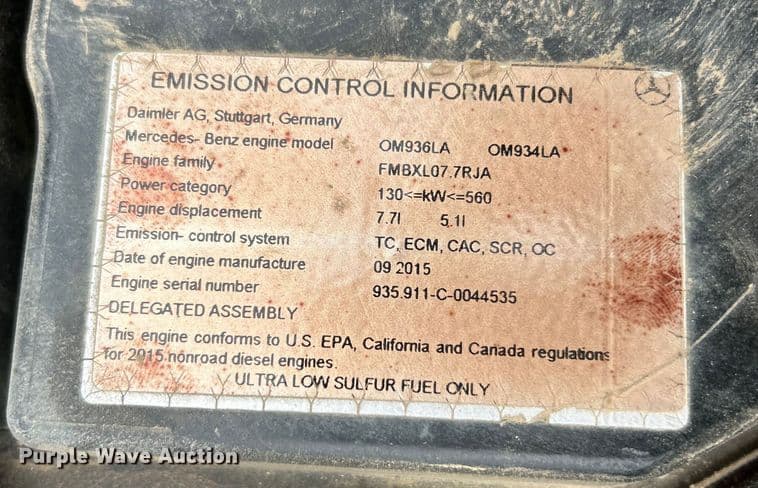 EMISSION CONTROL INFORMATION
Daimler AG, Stuttgart, Germany
Mercedes- Benz engine model OM936LA OM934LA
Engine family FMBXL07.7RJA
Power category 130<=kW<=560
Engine displacement 7.7l 5.1l
Emission- control system TC, ECM, CAC, SCR, OC
Date of engine manufacture 09 2015
Engine serial number 935.911-C-0044535
DELEGATED ASSEMBLY
This engine conforms to U.S. EPA, California and Canada regulations
for 2015 nonroad diesel engines.
ULTRA LOW SULFUR FUEL ONLY
Purple Wave Auction